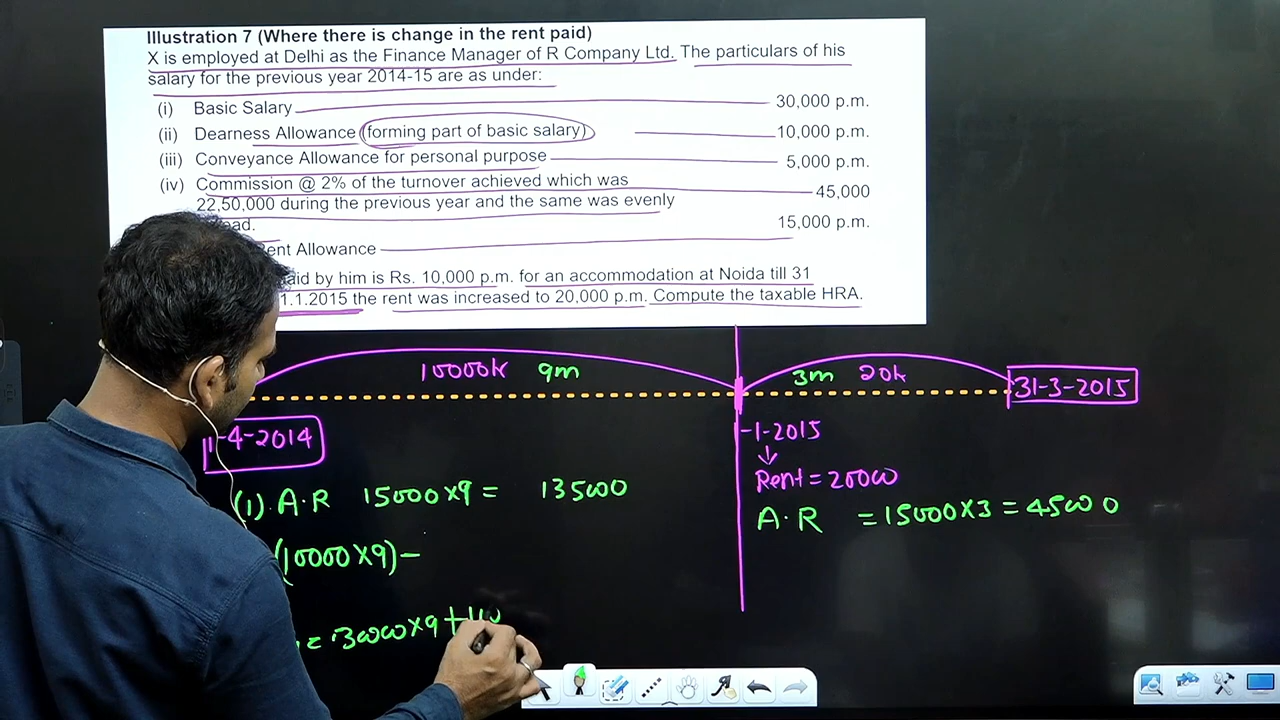 Illustration 7 (Where there is change in the rent paid)
X is employed at Delhi as the Finance Manager of R Company Ltd. The particulars of his
salary for the previous year 2014-15 are as under:
(i) Basic Salary 30,000 p.m.
(ii) Dearness Allowance (forming part of basic salary) 10,000 p.m.
(iii) Conveyance Allowance for personal purpose 5,000 p.m.
(iv) Commission @ 2% of the turnover achieved which was 45,000
22,50,000 during the previous year and the same was evenly
15,000 p.m.
Allowance
by him is Rs. 10,000 p.m. for an accommodation at Noida till 31
1.1.2015 the rent was increased to 20,000 p.m. Compute the taxable HRA.
10000k 9m 3m 20k 31-3-2015
1-4-2014 -1-2015
Rent = 20000
(1). A.R 15000×9 = 135000
A.R = 15000×3 = 45000
(10000×9) -
= 30000×9 +